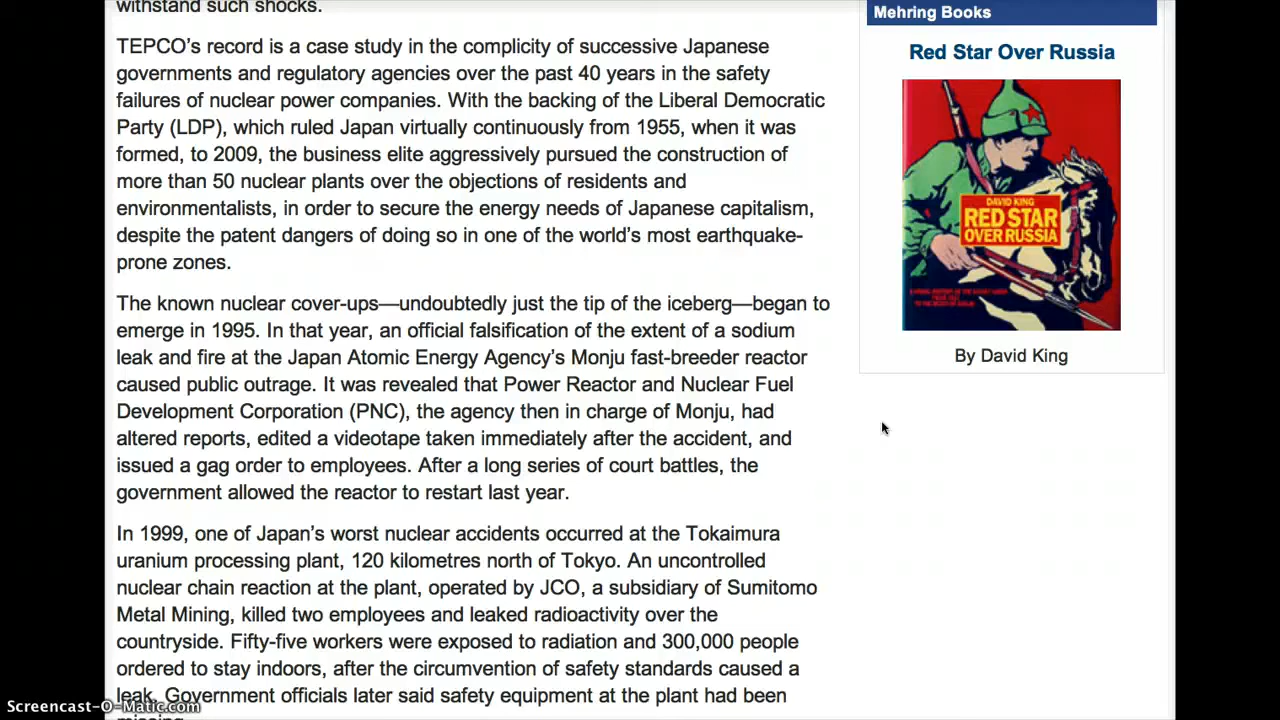 withstand such shocks.
TEPCO’s record is a case study in the complicity of successive Japanese
governments and regulatory agencies over the past 40 years in the safety
failures of nuclear power companies. With the backing of the Liberal Democratic
Party (LDP), which ruled Japan virtually continuously from 1955, when it was
formed, to 2009, the business elite aggressively pursued the construction of
more than 50 nuclear plants over the objections of residents and
environmentalists, in order to secure the energy needs of Japanese capitalism,
despite the patent dangers of doing so in one of the world’s most earthquake-
prone zones.
The known nuclear cover-ups—undoubtedly just the tip of the iceberg—began to
emerge in 1995. In that year, an official falsification of the extent of a sodium
leak and fire at the Japan Atomic Energy Agency’s Monju fast-breeder reactor
caused public outrage. It was revealed that Power Reactor and Nuclear Fuel
Development Corporation (PNC), the agency then in charge of Monju, had
altered reports, edited a videotape taken immediately after the accident, and
issued a gag order to employees. After a long series of court battles, the
government allowed the reactor to restart last year.
In 1999, one of Japan’s worst nuclear accidents occurred at the Tokaimura
uranium processing plant, 120 kilometres north of Tokyo. An uncontrolled
nuclear chain reaction at the plant, operated by JCO, a subsidiary of Sumitomo
Metal Mining, killed two employees and leaked radioactivity over the
countryside. Fifty-five workers were exposed to radiation and 300,000 people
ordered to stay indoors, after the circumvention of safety standards caused a
leak. Government officials later said safety equipment at the plant had been
missing.
Mehring Books
Red Star Over Russia
DAVID KING
RED STAR
OVER RUSSIA
By David King
Screencast-O-Matic.com